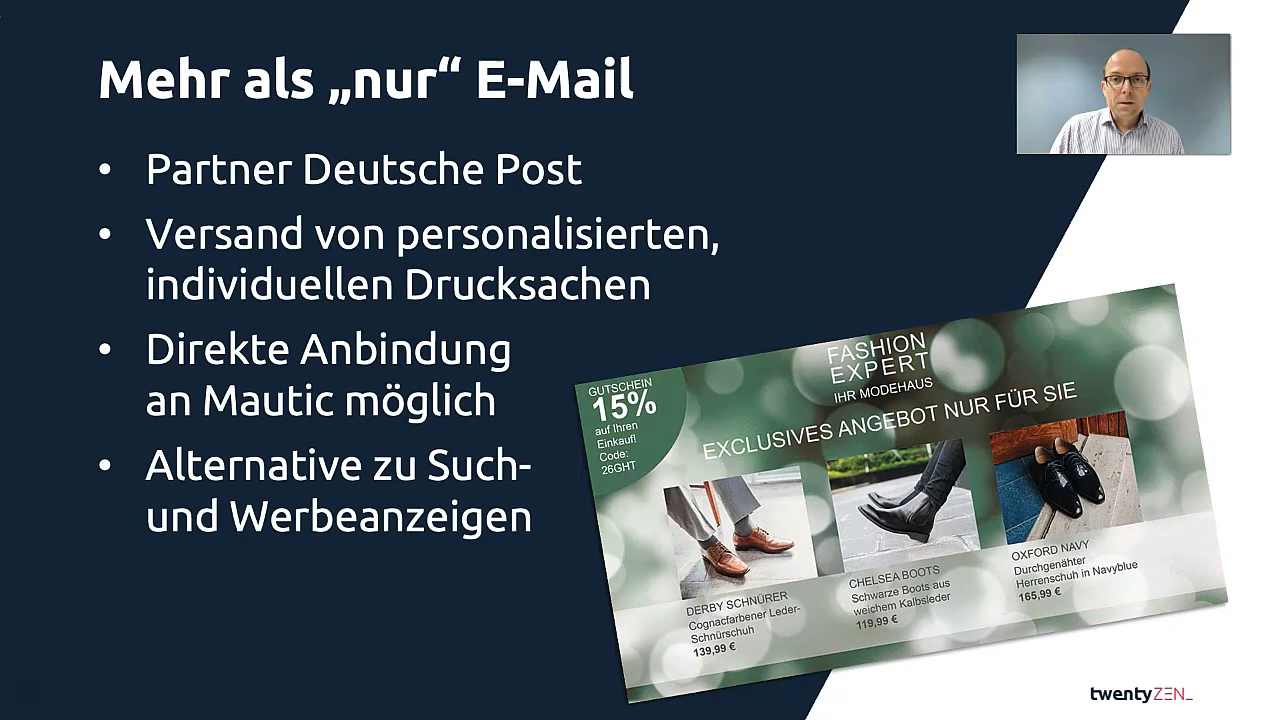 Mehr als „nur“ E-Mail
• Partner Deutsche Post
• Versand von personalisierten,
individuellen Drucksachen
• Direkte Anbindung
an Mautic möglich
• Alternative zu Such-
und Werbeanzeigen
GUTSCHEIN
15%
auf Ihren
Einkauf!
Code:
26GHT
FASHION
EXPERT
IHR MODEHAUS
EXCLUSIVES ANGEBOT NUR FÜR SIE
DERBY SCHNÜRER
Cognacfarbener Leder-
Schnürschuh
139,99 €
CHELSEA BOOTS
Schwarze Boots aus
weichem Kalbsleder
119,99 €
OXFORD NAVY
Durchgenähter
Herrenschuh in Navyblue
165,99 €
twentyZEN_